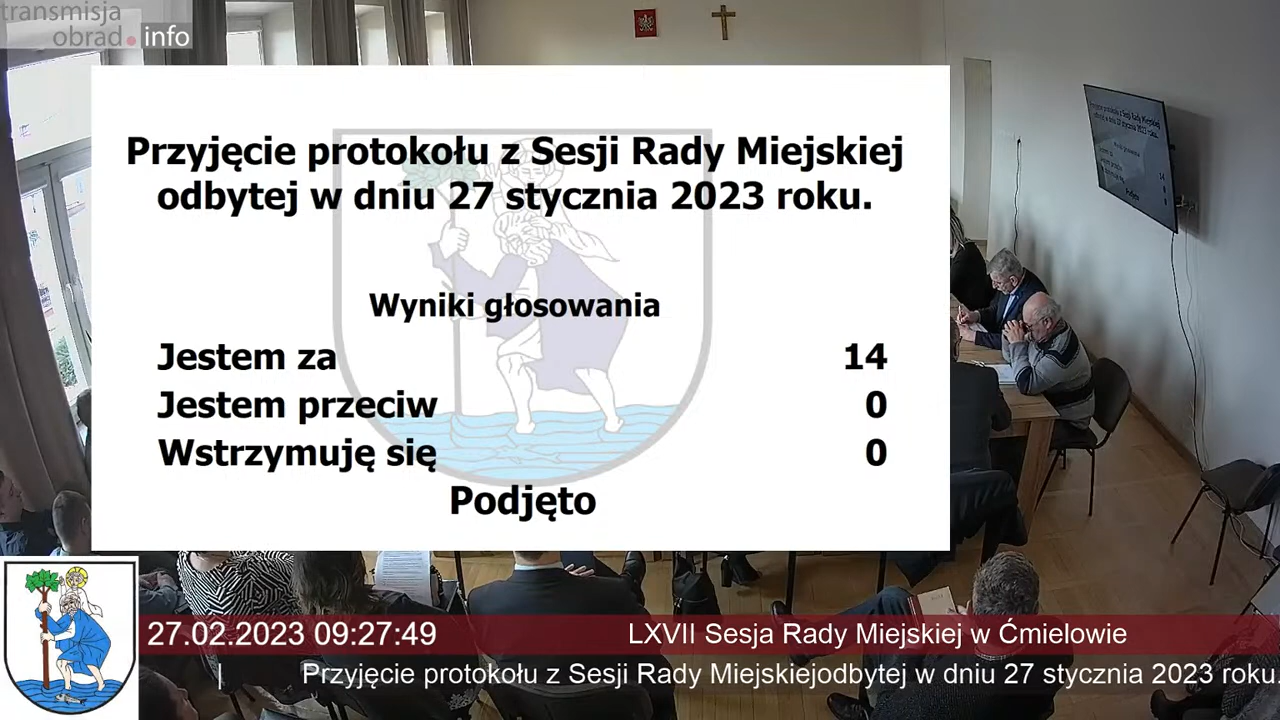 transmisja
obrad.info
Przyjęcie protokołu z Sesji Rady Miejskiej
odbytej w dniu 27 stycznia 2023 roku.
Wyniki głosowania
Jestem za 14
Jestem przeciw 0
Wstrzymuję się 0
Podjęto
27.02.2023 09:27:49
LXVII Sesja Rady Miejskiej w Ćmielowie
| Przyjęcie protokołu z Sesji Rady Miejskiejodbytej w dniu 27 stycznia 2023 roku.